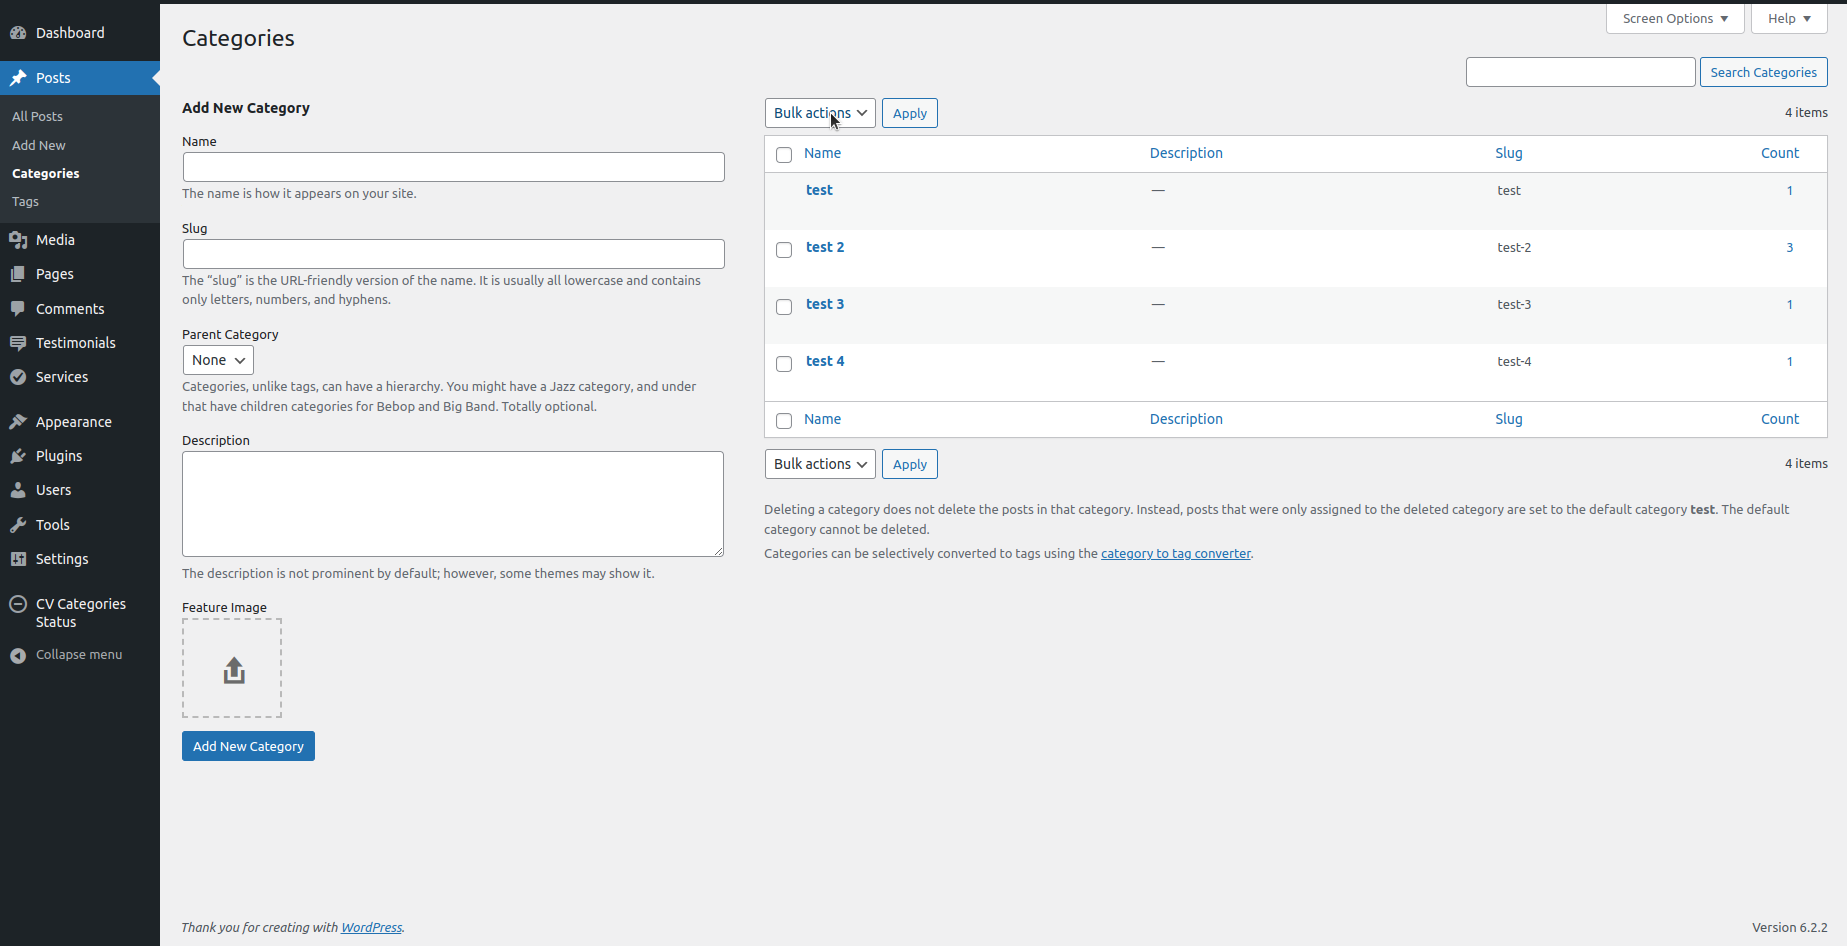 Dashboard
Posts
All Posts
Add New
Categories
Tags
Media
Pages
Comments
Testimonials
Services
Appearance
Plugins
Users
Tools
Settings
CV Categories
Status
Collapse menu
Screen Options
Help
Categories
Search Categories
Add New Category
Name
The name is how it appears on your site.
Slug
The “slug” is the URL-friendly version of the name. It is usually all lowercase and contains
only letters, numbers, and hyphens.
Parent Category
None
Categories, unlike tags, can have a hierarchy. You might have a Jazz category, and under
that have children categories for Bebop and Big Band. Totally optional.
Description
The description is not prominent by default; however, some themes may show it.
Feature Image
Add New Category
Bulk actions Apply 4 items
Name Description Slug Count
test — test 1
test 2 — test-2 3
test 3 — test-3 1
test 4 — test-4 1
Name Description Slug Count
Bulk actions Apply 4 items
Deleting a category does not delete the posts in that category. Instead, posts that were only assigned to the deleted category are set to the default category test. The default
category cannot be deleted.
Categories can be selectively converted to tags using the category to tag converter.
Thank you for creating with WordPress.
Version 6.2.2